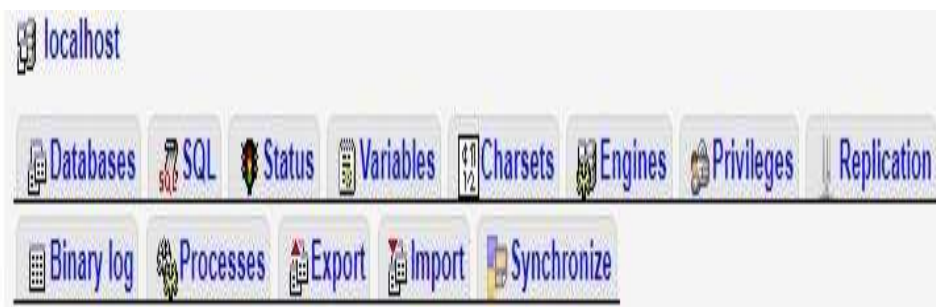 localhost
Databases SQL Status Variables Charsets Engines Privileges Replication
Binary log Processes Export Import Synchronize